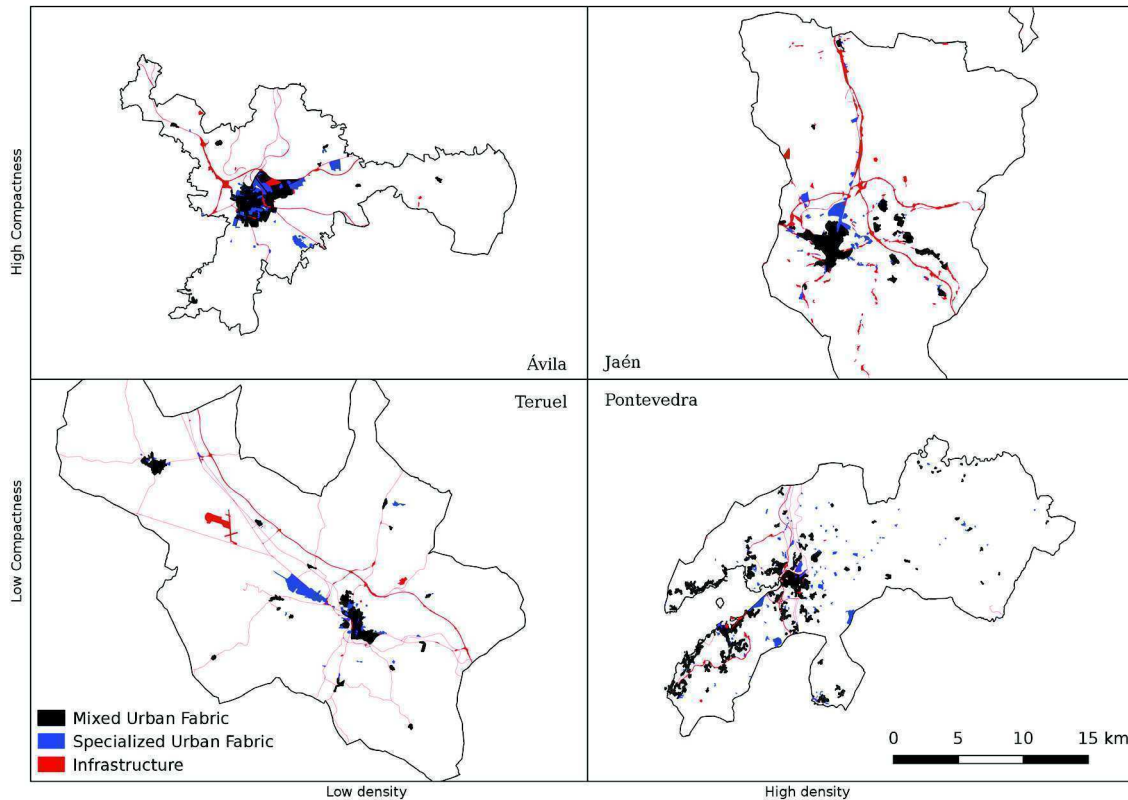 High Compactness
Ávila
Jaén
Low Compactness
Teruel
Pontevedra
Mixed Urban Fabric
Specialized Urban Fabric
Infrastructure
0 5 10 15 km
Low density
High density